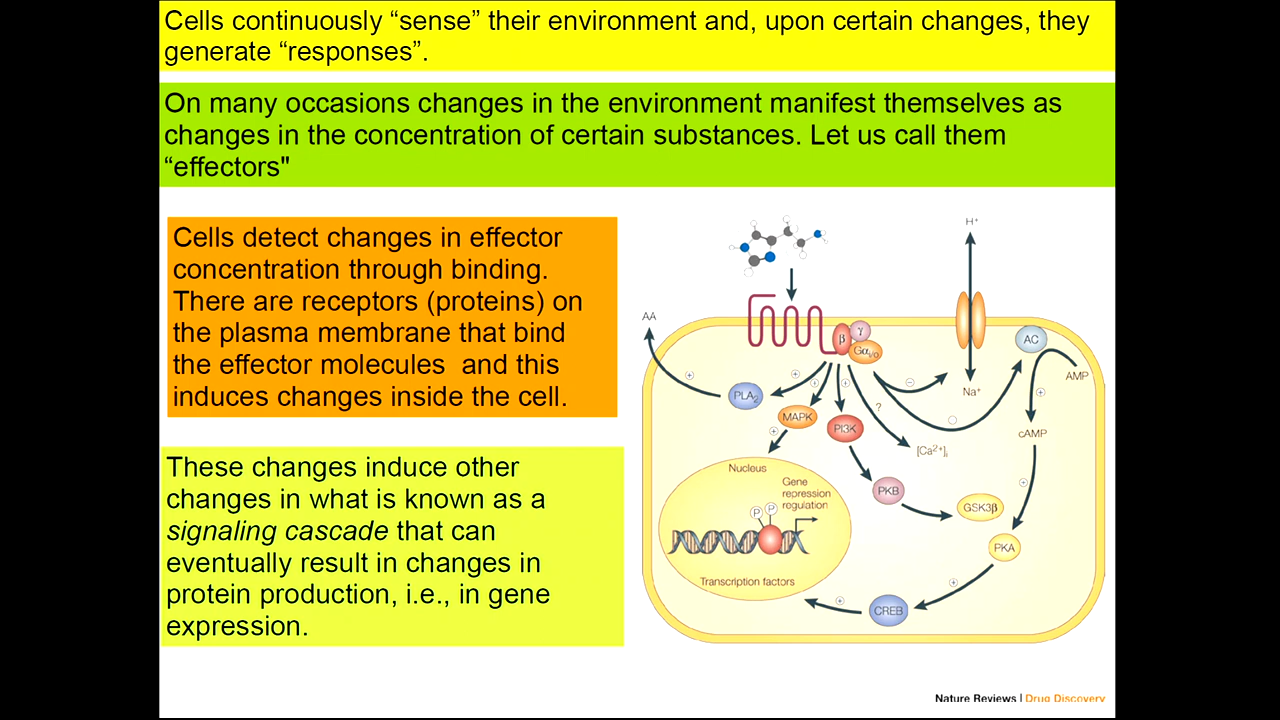 Cells continuously “sense” their environment and, upon certain changes, they
generate “responses”.
On many occasions changes in the environment manifest themselves as
changes in the concentration of certain substances. Let us call them
“effectors"
Cells detect changes in effector
concentration through binding.
There are receptors (proteins) on
the plasma membrane that bind
the effector molecules  and this
induces changes inside the cell.
These changes induce other
changes in what is known as a
signaling cascade that can
eventually result in changes in
protein production, i.e., in gene
expression.
H⁺
AA
β
γ
Gαi/o
AC
PLA₂
+
+
+
+
−
Na⁺
AMP
+
MAPK
?
PI3K
+
cAMP
[Ca²⁺]i
Nucleus
Gene
repression
regulation
PKB
+
P
P
GSK3β
PKA
Transcription factors
+
+
CREB
Nature Reviews | Drug Discovery